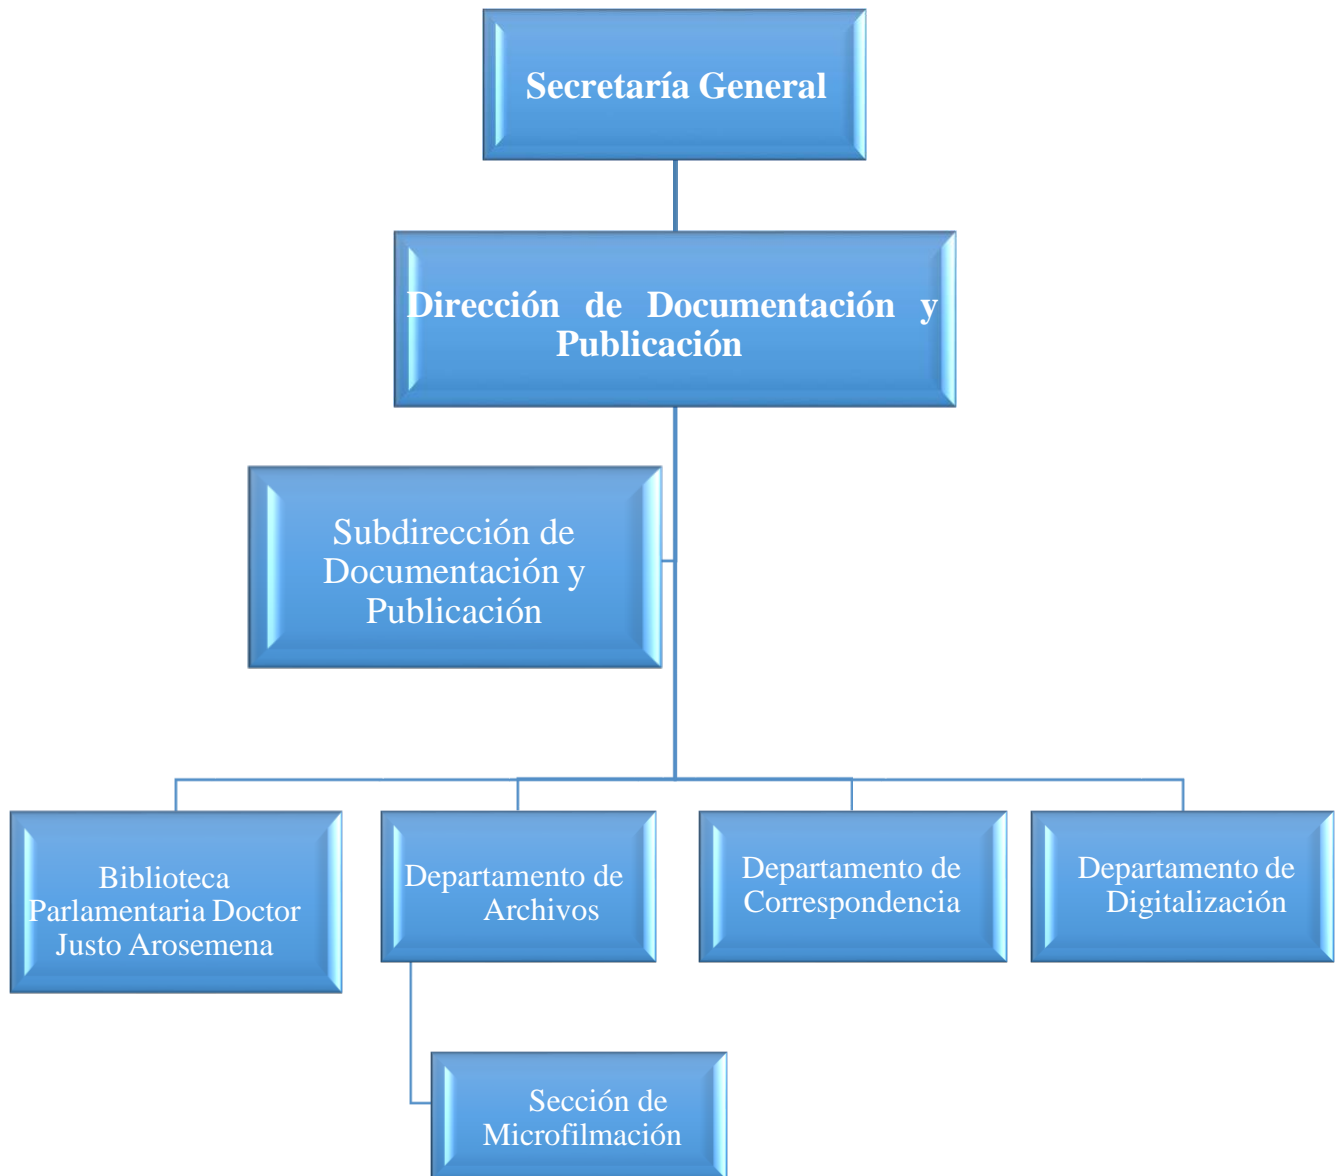 Secretaría General
Dirección de Documentación y
Publicación
Subdirección de
Documentación y
Publicación
Biblioteca
Parlamentaria Doctor
Justo Arosemena
Departamento de
Archivos
Departamento de
Correspondencia
Departamento de
Digitalización
Sección de
Microfilmación